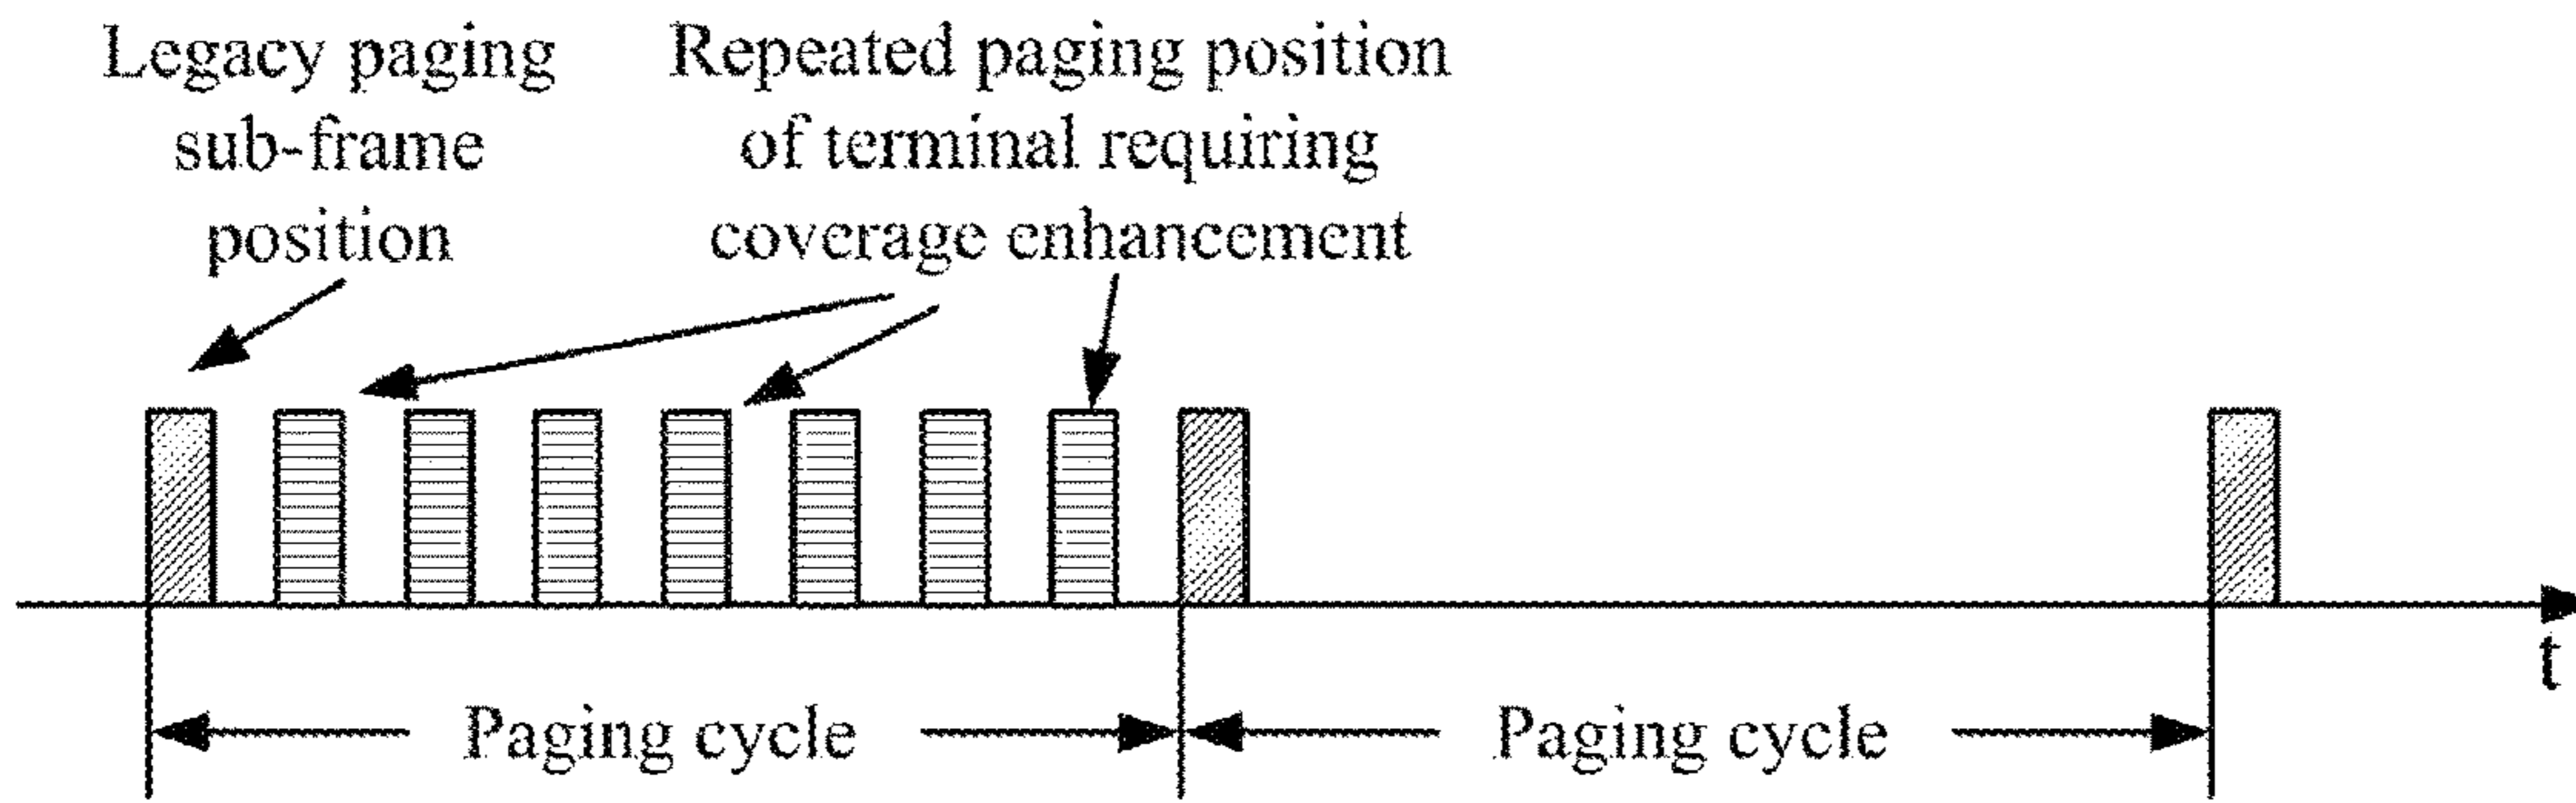 Legacy paging
sub-frame
position
Repeated paging position
of terminal requiring
coverage enhancement
t
Paging cycle
Paging cycle